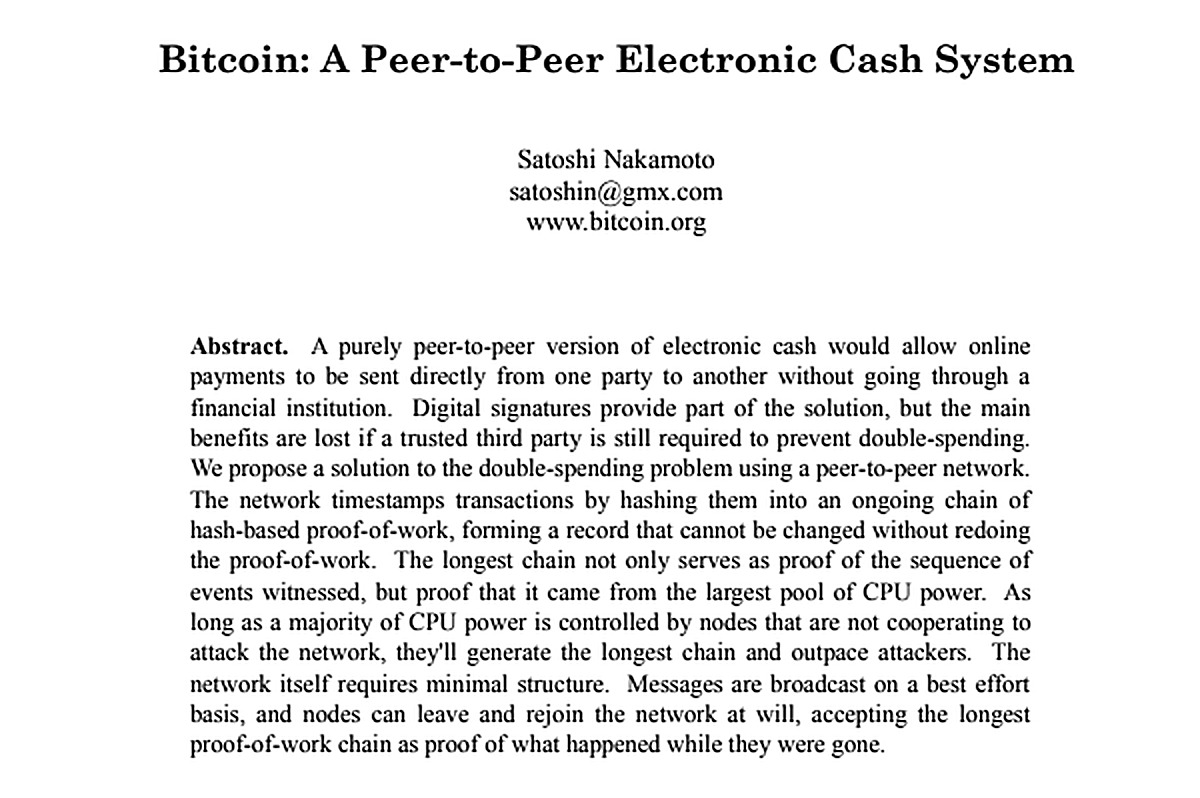 Bitcoin: A Peer-to-Peer Electronic Cash System
Satoshi Nakamoto
satoshin@gmx.com
www.bitcoin.org
Abstract. A purely peer-to-peer version of electronic cash would allow online
payments to be sent directly from one party to another without going through a
financial institution. Digital signatures provide part of the solution, but the main
benefits are lost if a trusted third party is still required to prevent double-spending.
We propose a solution to the double-spending problem using a peer-to-peer network.
The network timestamps transactions by hashing them into an ongoing chain of
hash-based proof-of-work, forming a record that cannot be changed without redoing
the proof-of-work. The longest chain not only serves as proof of the sequence of
events witnessed, but proof that it came from the largest pool of CPU power. As
long as a majority of CPU power is controlled by nodes that are not cooperating to
attack the network, they'll generate the longest chain and outpace attackers. The
network itself requires minimal structure. Messages are broadcast on a best effort
basis, and nodes can leave and rejoin the network at will, accepting the longest
proof-of-work chain as proof of what happened while they were gone.